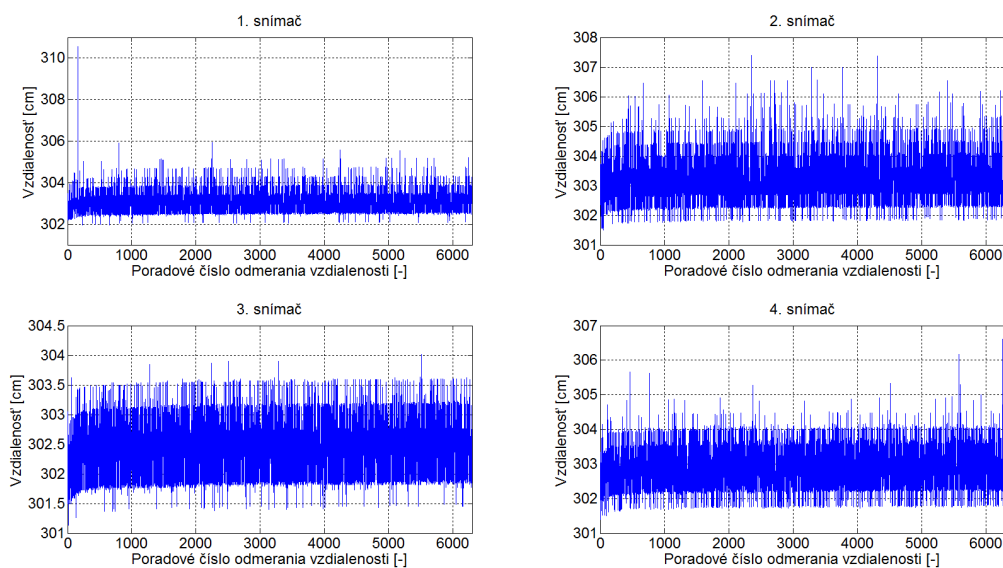 1. snímač
310
308
306
304
302
Vzdialenosť [cm]
0 1000 2000 3000 4000 5000 6000
Poradové číslo odmerania vzdialenosti [-]
2. snímač
308
307
306
305
304
303
302
301
Vzdialenosť [cm]
0 1000 2000 3000 4000 5000 6000
Poradové číslo odmerania vzdialenosti [-]
3. snímač
304.5
304
303.5
303
302.5
302
301.5
301
Vzdialenosť [cm]
0 1000 2000 3000 4000 5000 6000
Poradové číslo odmerania vzdialenosti [-]
4. snímač
307
306
305
304
303
302
301
Vzdialenosť [cm]
0 1000 2000 3000 4000 5000 6000
Poradové číslo odmerania vzdialenosti [-]